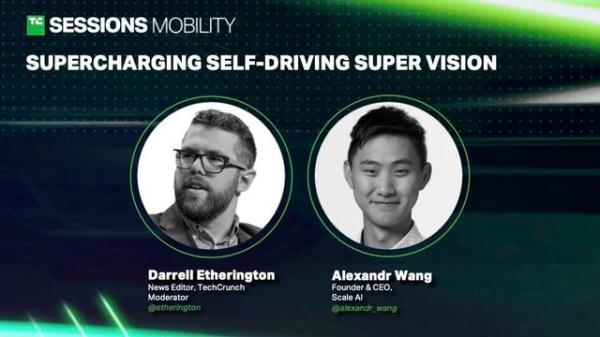 TC SESSIONS MOBILITY
SUPERCHARGING SELF-DRIVING SUPER VISION
Darrell Etherington
News Editor, TechCrunch
Moderator
@etherington
Alexandr Wang
Founder & CEO,
Scale AI
@alexandr_wang